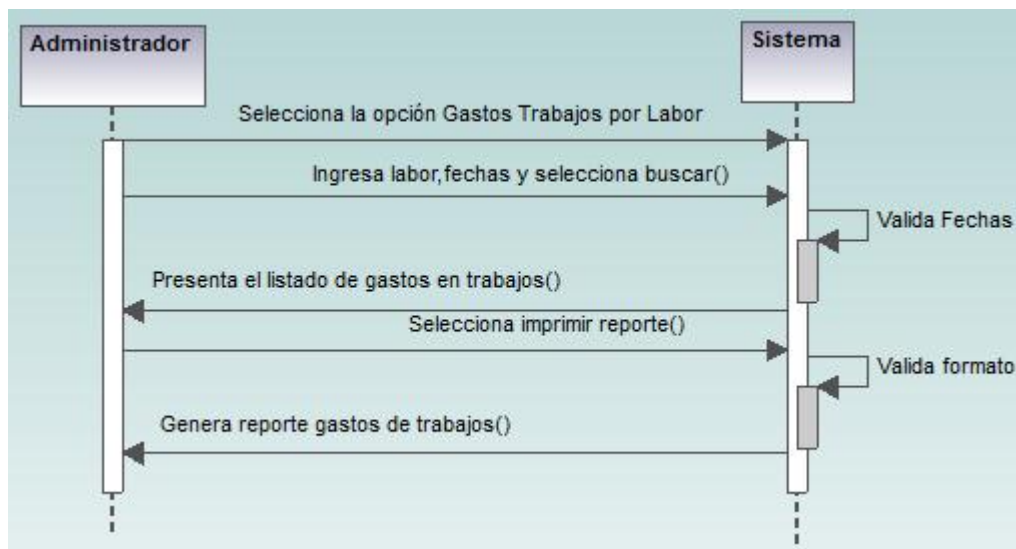 Administrador
Sistema
Selecciona la opción Gastos Trabajos por Labor
Ingresa labor,fechas y selecciona buscar()
Valida Fechas
Presenta el listado de gastos en trabajos()
Selecciona imprimir reporte()
Valida formato
Genera reporte gastos de trabajos()